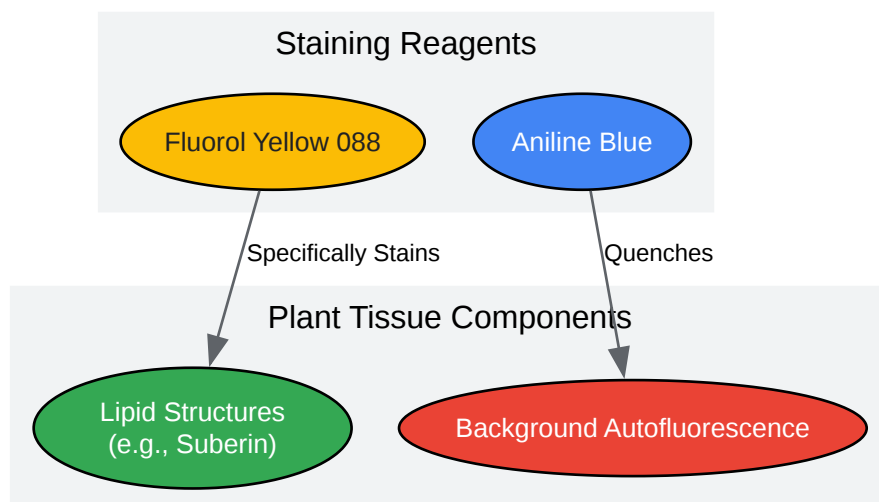 Staining Reagents
Fluorol Yellow 088
Aniline Blue
Specifically Stains
Quenches
Plant Tissue Components
Lipid Structures
(e.g., Suberin)
Background Autofluorescence